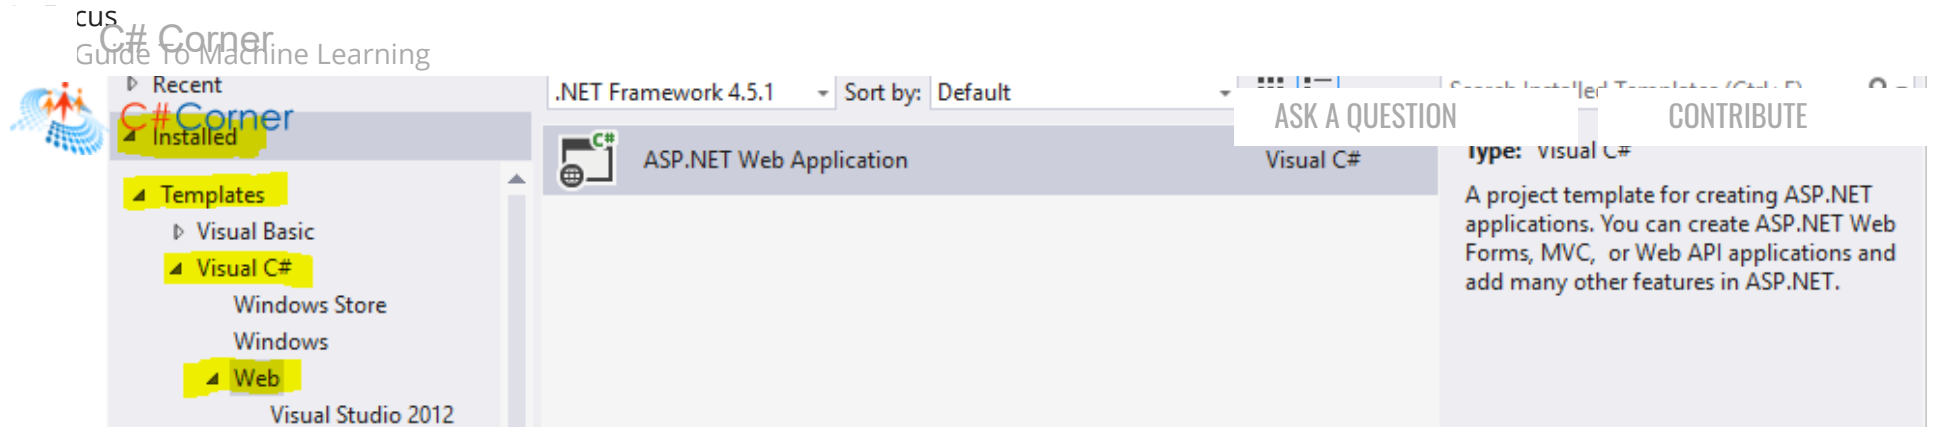 cus
C# Corner
Guide To Machine Learning
Recent
.NET Framework 4.5.1 Sort by: Default
C#Corner
ASK A QUESTION CONTRIBUTE
Installed
C#
ASP.NET Web Application Visual C#
Type: Visual C#
Templates
A project template for creating ASP.NET
applications. You can create ASP.NET Web
Forms, MVC, or Web API applications and
add many other features in ASP.NET.
Visual Basic
Visual C#
Windows Store
Windows
Web
Visual Studio 2012